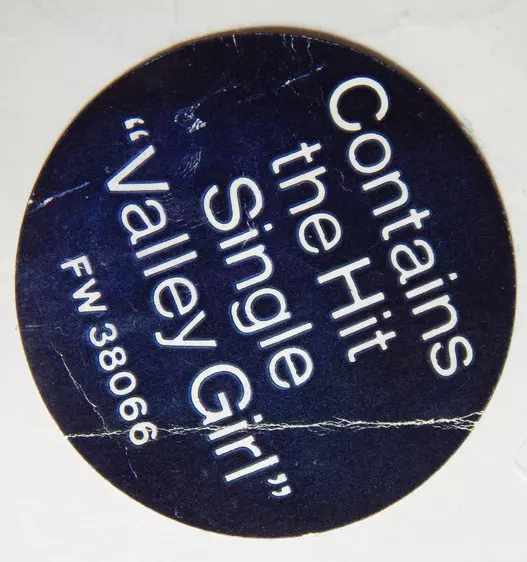 Contains
the Hit
Single
“Valley Girl”
FW 38066